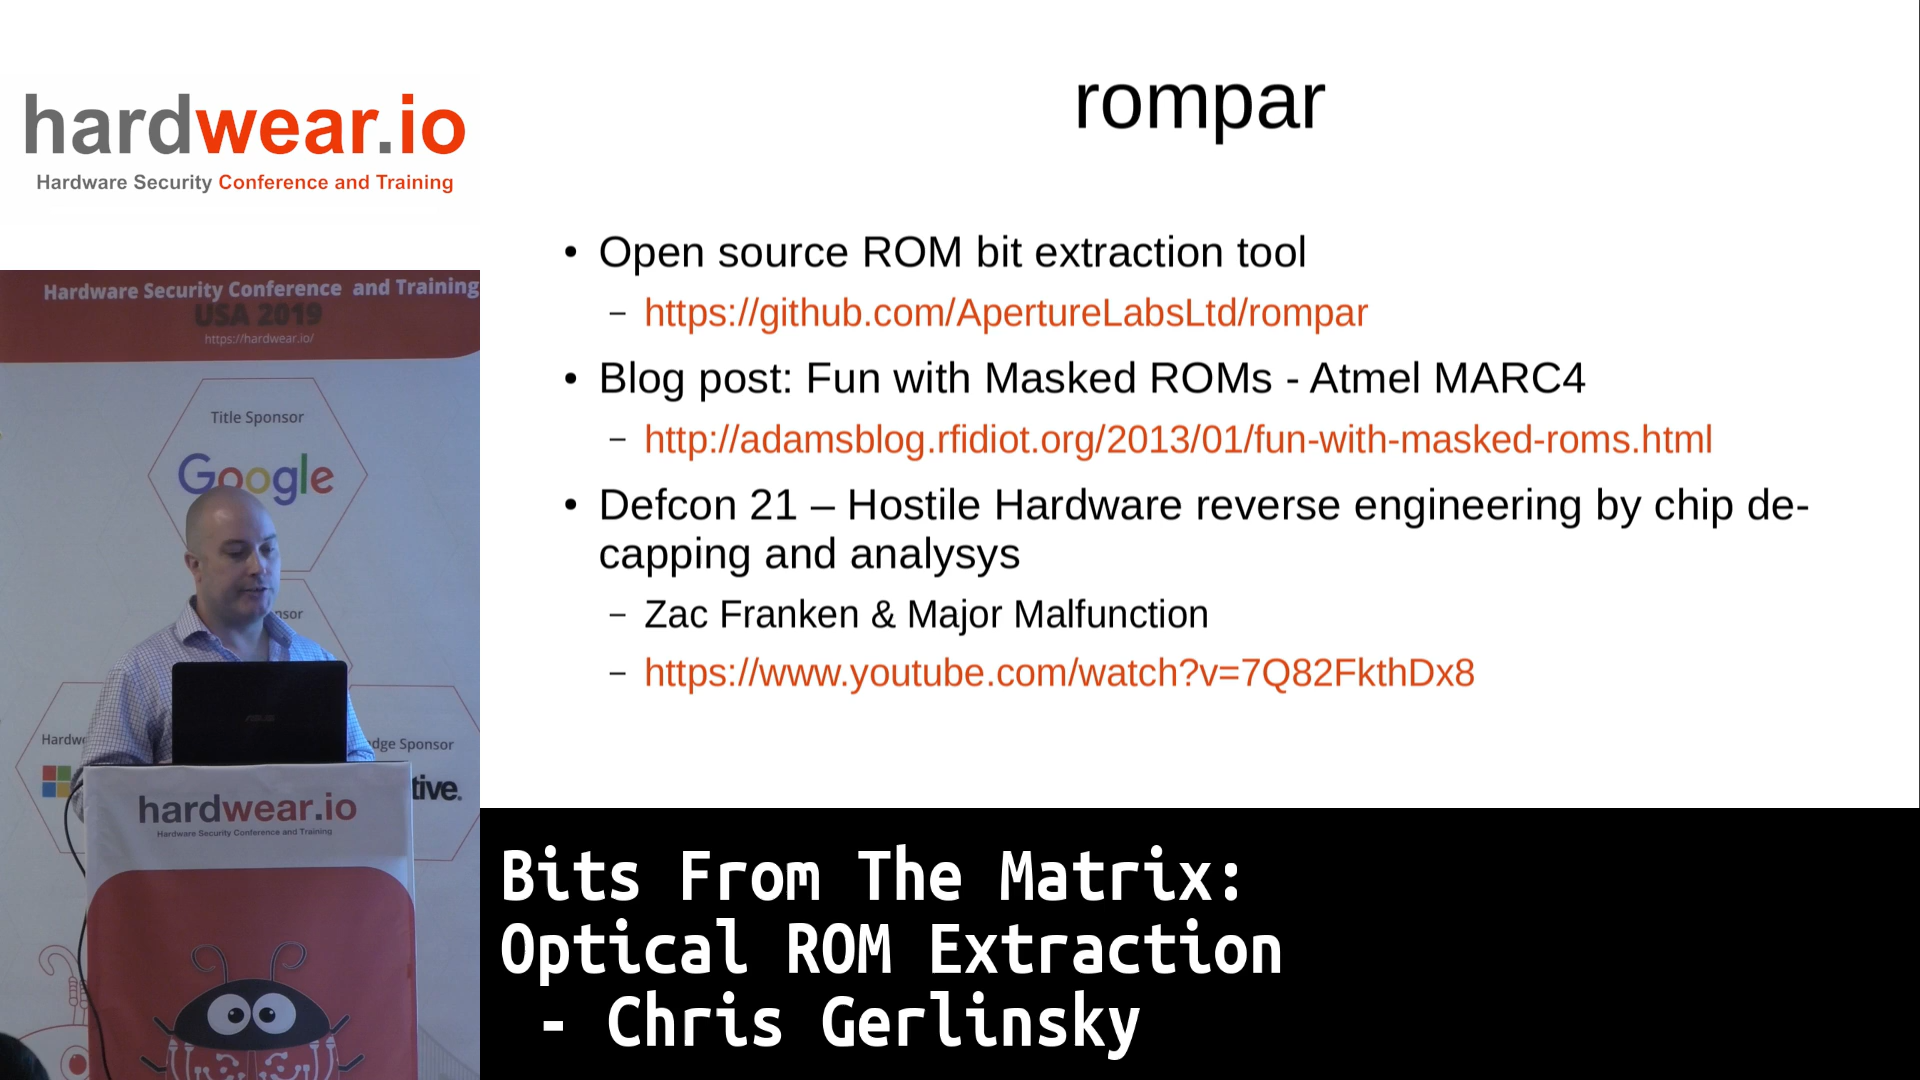 hardwear.io
Hardware Security Conference and Training
rompar
• Open source ROM bit extraction tool
– https://github.com/ApertureLabsLtd/rompar
• Blog post: Fun with Masked ROMs - Atmel MARC4
– http://adamsblog.rfidiot.org/2013/01/fun-with-masked-roms.html
• Defcon 21 – Hostile Hardware reverse engineering by chip de-
capping and analysys
– Zac Franken & Major Malfunction
– https://www.youtube.com/watch?v=7Q82FkthDx8
Hardware Security Conference and Training
USA 2019
https://hardwear.io/
Title Sponsor
Google
nsor
Hardwe
dge Sponsor
tive.
ASUS
hardwear.io
Hardware Security Conference and Training
Bits From The Matrix:
Optical ROM Extraction
- Chris Gerlinsky